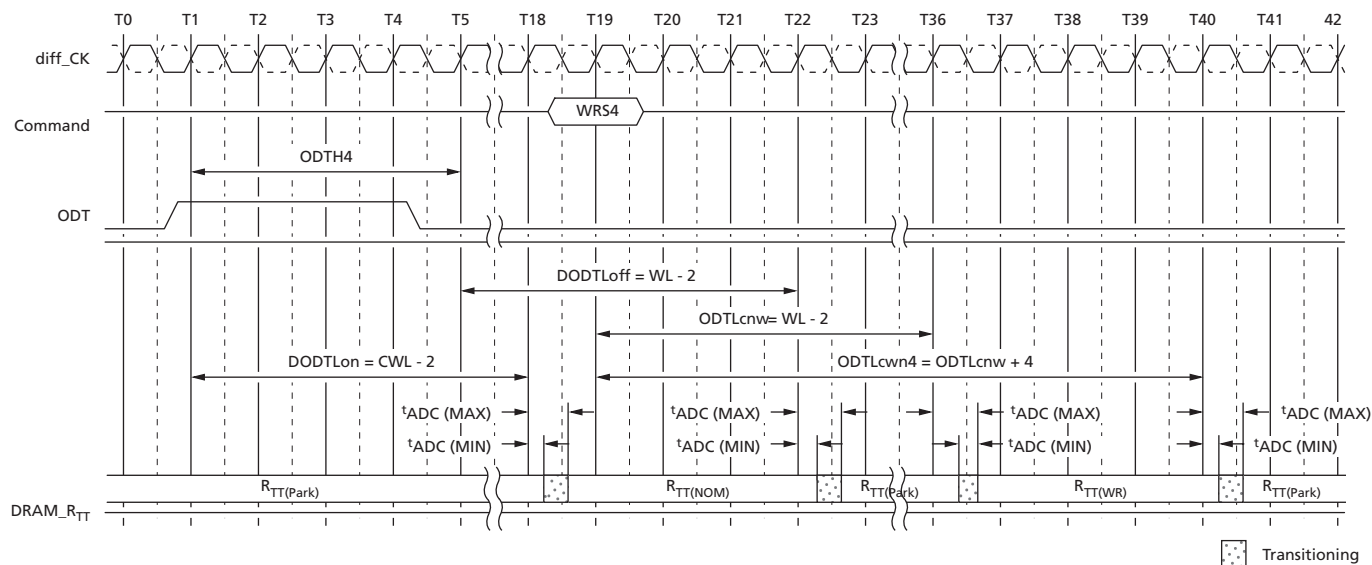 T0 T1 T2 T3 T4 T5 T18 T19 T20 T21 T22 T23 T36 T37 T38 T39 T40 T41 42
diff_CK
WRS4
Command
ODTH4
ODT
DODTLoff = WL - 2
ODTLcnw= WL - 2
DODTLon = CWL - 2 ODTLcwn4 = ODTLcnw + 4
tADC (MAX) tADC (MAX) tADC (MAX) tADC (MAX)
tADC (MIN) tADC (MIN) tADC (MIN) tADC (MIN)
RTT(Park) RTT(NOM) RTT(Park) RTT(WR) RTT(Park)
DRAM_RTT
Transitioning